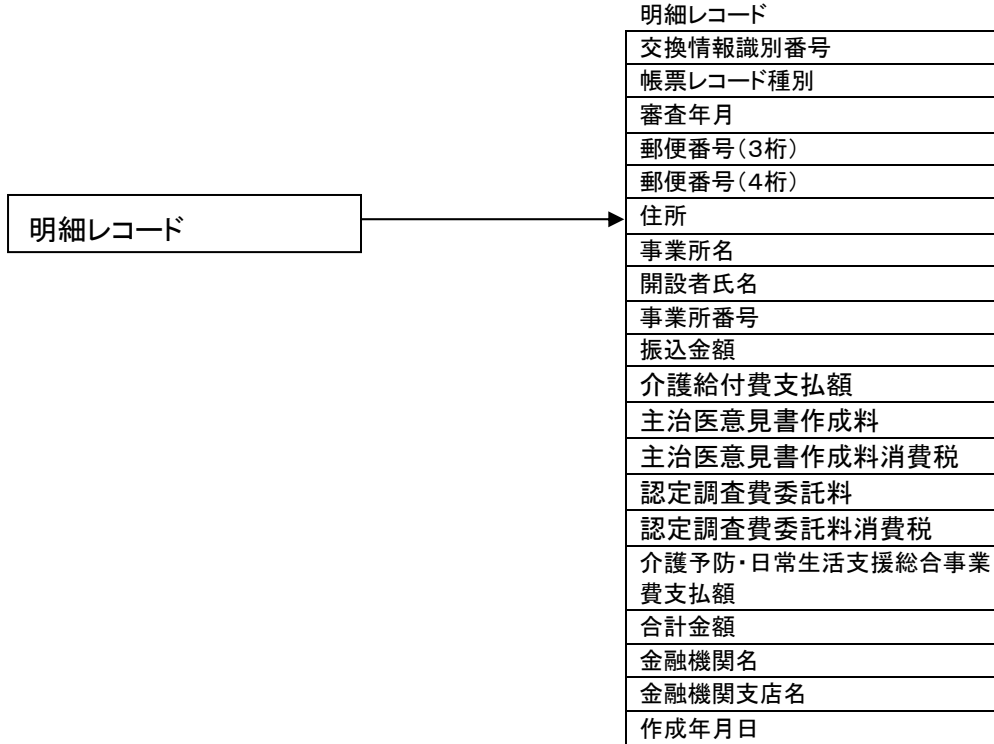 明細レコード
明細レコード
交換情報識別番号
帳票レコード種別
審査年月
郵便番号(3桁)
郵便番号(4桁)
住所
事業所名
開設者氏名
事業所番号
振込金額
介護給付費支払額
主治医意見書作成料
主治医意見書作成料消費税
認定調査費委託料
認定調査費委託料消費税
介護予防・日常生活支援総合事業
費支払額
合計金額
金融機関名
金融機関支店名
作成年月日